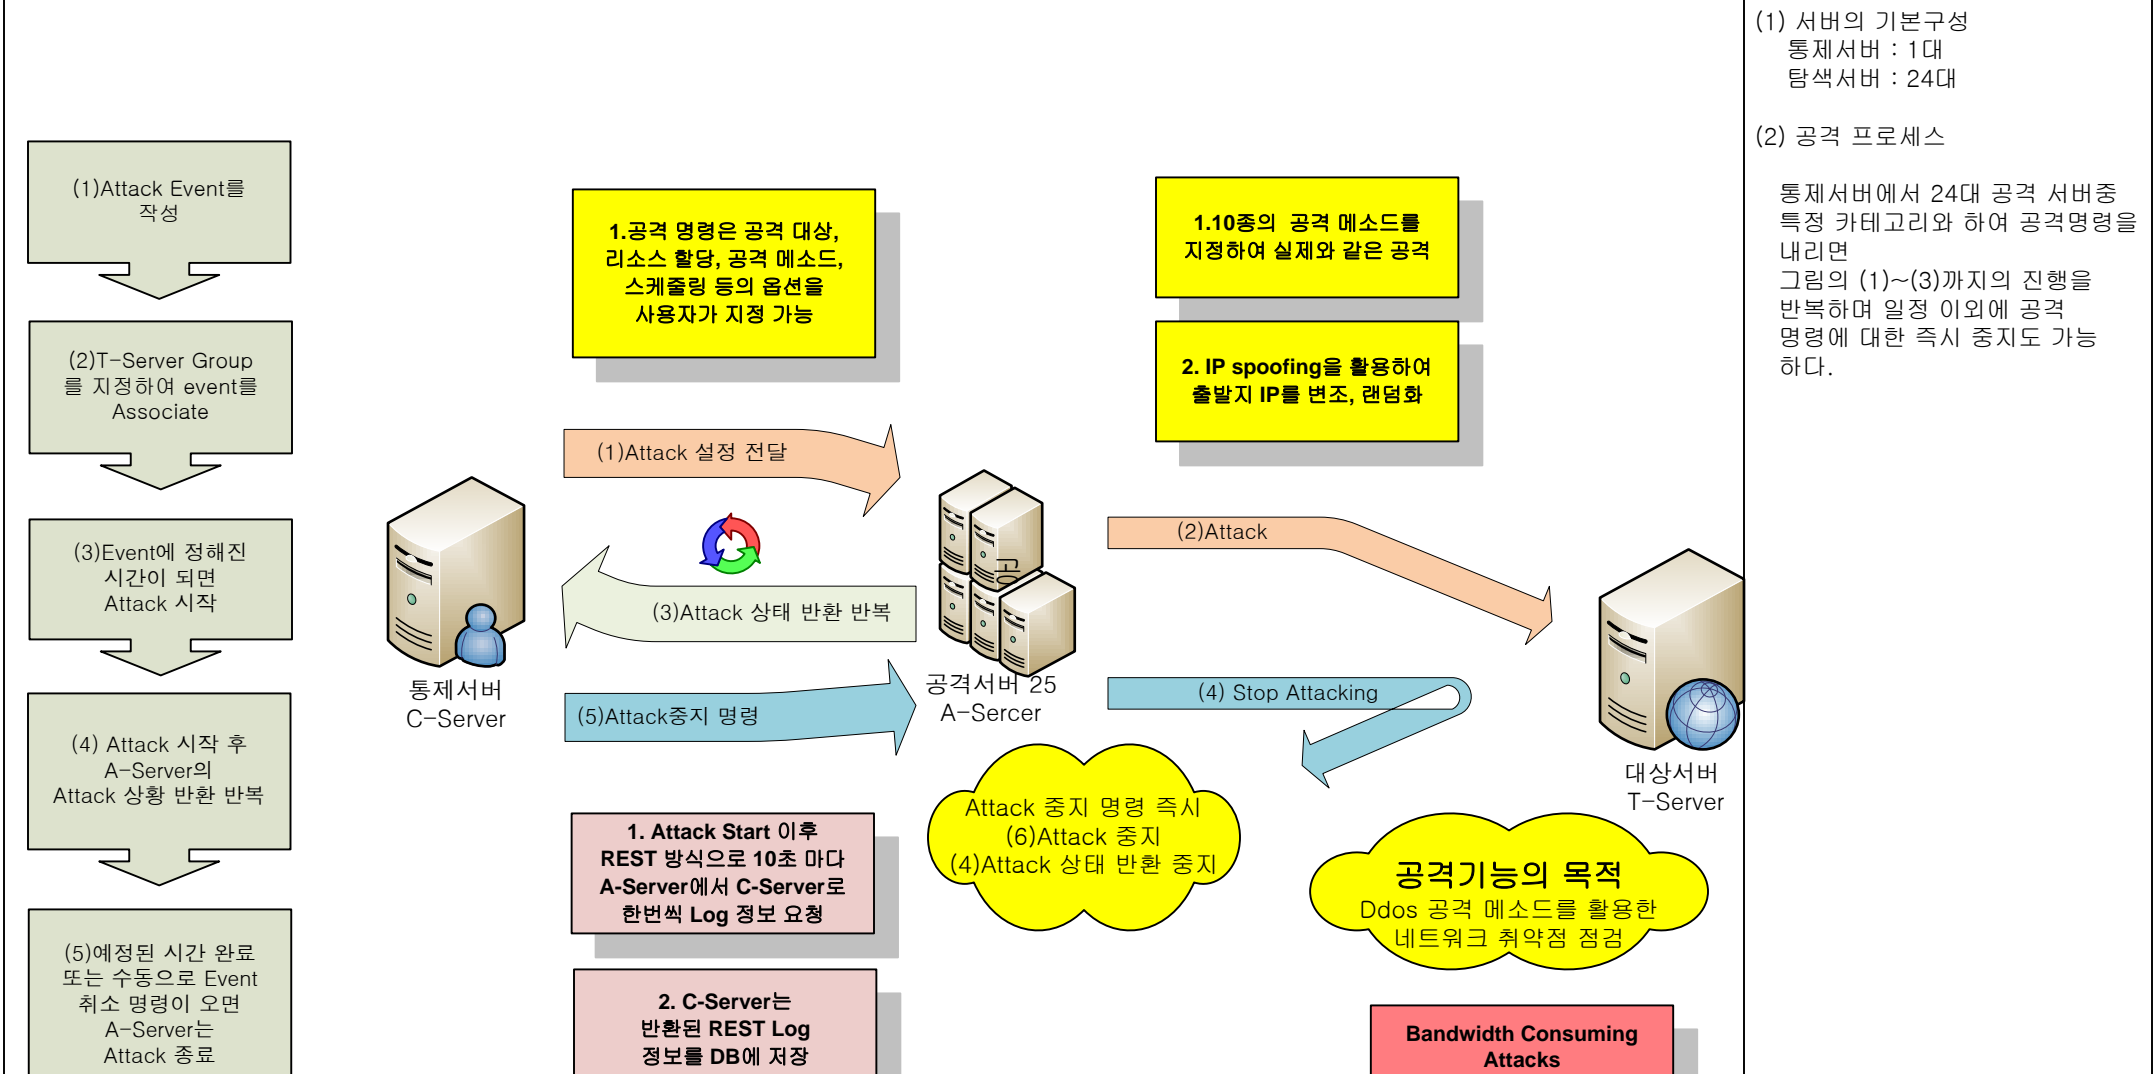 (1)Attack Event를
작성
(2)T-Server Group
를 지정하여 event를
Associate
(3)Event에 정해진
시간이 되면
Attack 시작
(4) Attack 시작 후
A-Server의
Attack 상황 반환 반복
(5)예정된 시간 완료
또는 수동으로 Event
취소 명령이 오면
A-Server는
Attack 종료
1.공격 명령은 공격 대상,
리소스 할당, 공격 메소드,
스케줄링 등의 옵션을
사용자가 지정 가능
1.10종의 공격 메소드를
지정하여 실제와 같은 공격
2. IP spoofing을 활용하여
출발지 IP를 변조, 랜덤화
(1)Attack 설정 전달
(2)Attack
(3)Attack 상태 반환 반복
통제서버
C-Server
공격서버 25
A-Sercer
대
(5)Attack중지 명령
(4) Stop Attacking
대상서버
T-Server
Attack 중지 명령 즉시
(6)Attack 중지
(4)Attack 상태 반환 중지
1. Attack Start 이후
REST 방식으로 10초 마다
A-Server에서 C-Server로
한번씩 Log 정보 요청
2. C-Server는
반환된 REST Log
정보를 DB에 저장
공격기능의 목적
Ddos 공격 메소드를 활용한
네트워크 취약점 점검
Bandwidth Consuming
Attacks
(1) 서버의 기본구성
통제서버 : 1대
탐색서버 : 24대
(2) 공격 프로세스
통제서버에서 24대 공격 서버중
특정 카테고리와 하여 공격명령을
내리면
그림의 (1)~(3)까지의 진행을
반복하며 일정 이외에 공격
명령에 대한 즉시 중지도 가능
하다.